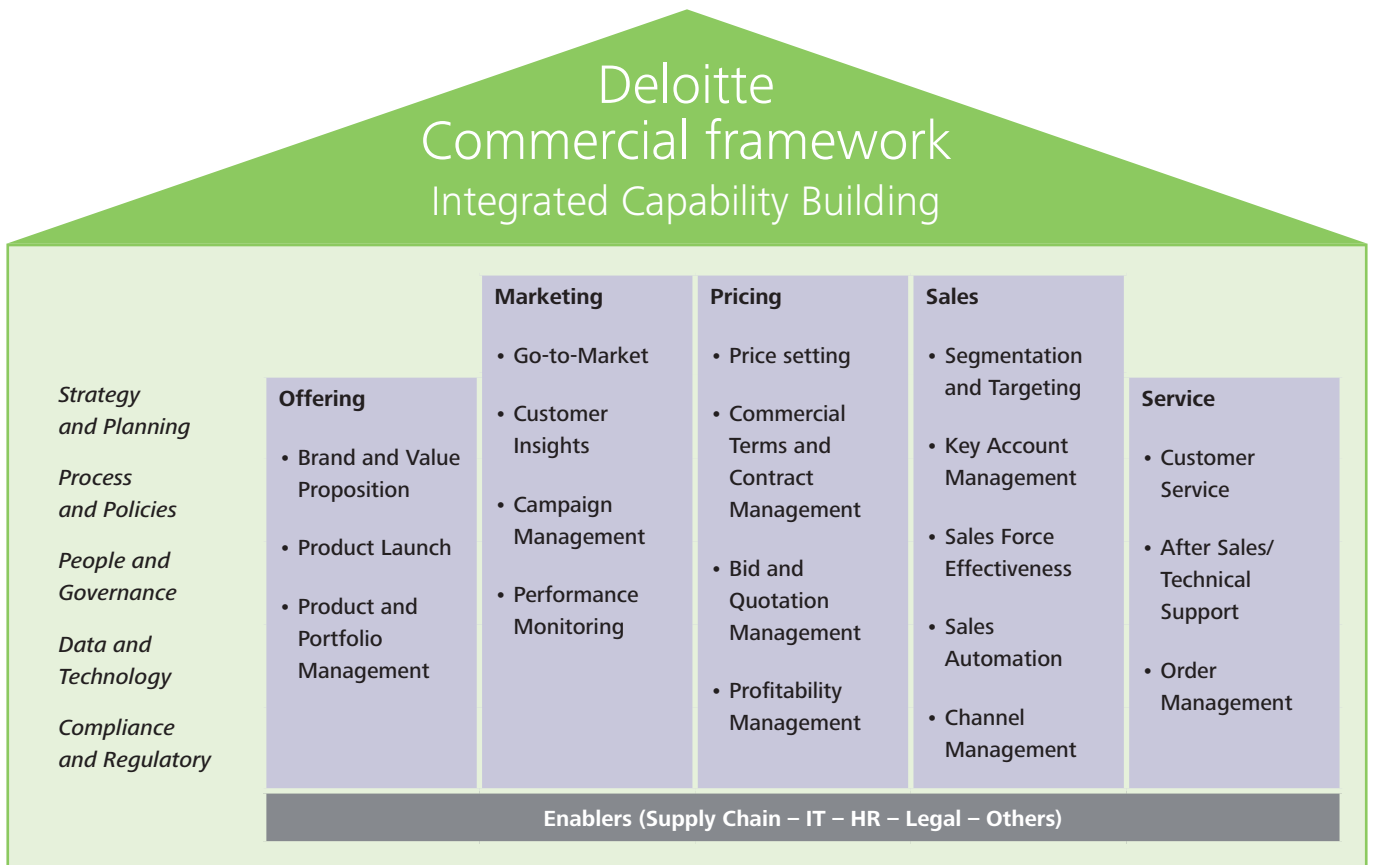 Deloitte
Commercial framework
Integrated Capability Building
Strategy
and Planning
Process
and Policies
People and
Governance
Data and
Technology
Compliance
and Regulatory
Offering
• Brand and Value
Proposition
• Product Launch
• Product and
Portfolio
Management
Marketing
• Go-to-Market
• Customer
Insights
• Campaign
Management
• Performance
Monitoring
Pricing
• Price setting
• Commercial
Terms and
Contract
Management
• Bid and
Quotation
Management
• Profitability
Management
Sales
• Segmentation
and Targeting
• Key Account
Management
• Sales Force
Effectiveness
• Sales
Automation
• Channel
Management
Service
• Customer
Service
• After Sales/
Technical
Support
• Order
Management
Enablers (Supply Chain – IT – HR – Legal – Others)